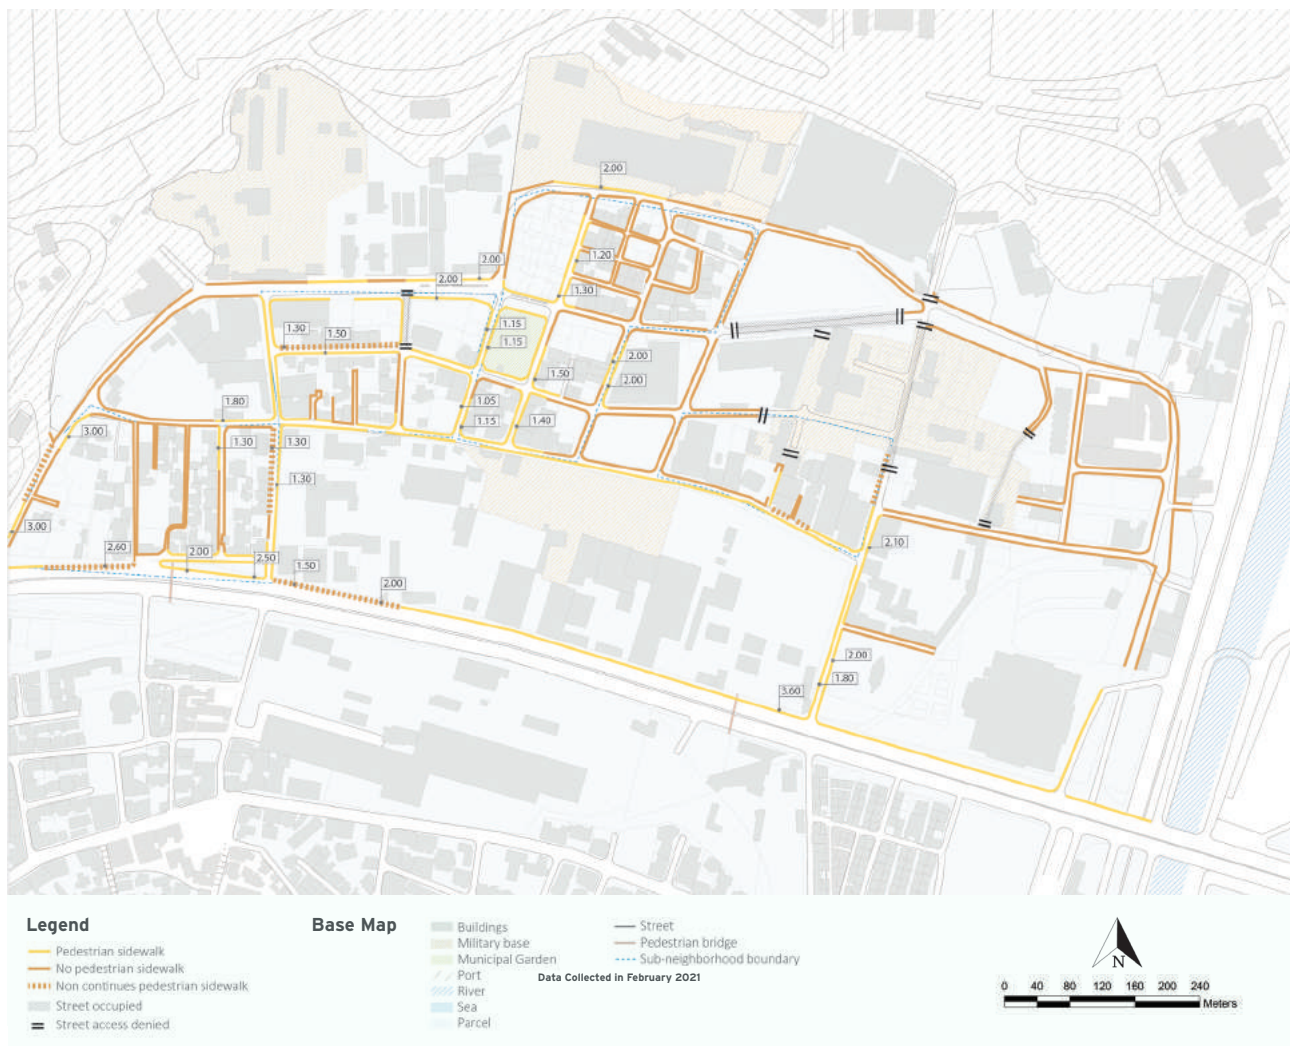 2.00
1.20
2.00
2.00
1.30
1.15
1.30
1.50
1.15
2.00
1.50
2.00
1.80
1.05
1.15
1.40
3.00
1.30
1.30
1.30
3.00
2.10
2.60
2.00
2.50
1.50
2.00
2.00
1.80
3.60
Legend
Pedestrian sidewalk
No pedestrian sidewalk
Non continues pedestrian sidewalk
Street occupied
Street access denied
Base Map
Buildings
Military base
Municipal Garden
Port
River
Sea
Parcel
Street
Pedestrian bridge
Sub-neighborhood boundary
Data Collected in February 2021
N
0 40 80 120 160 200 240
Meters